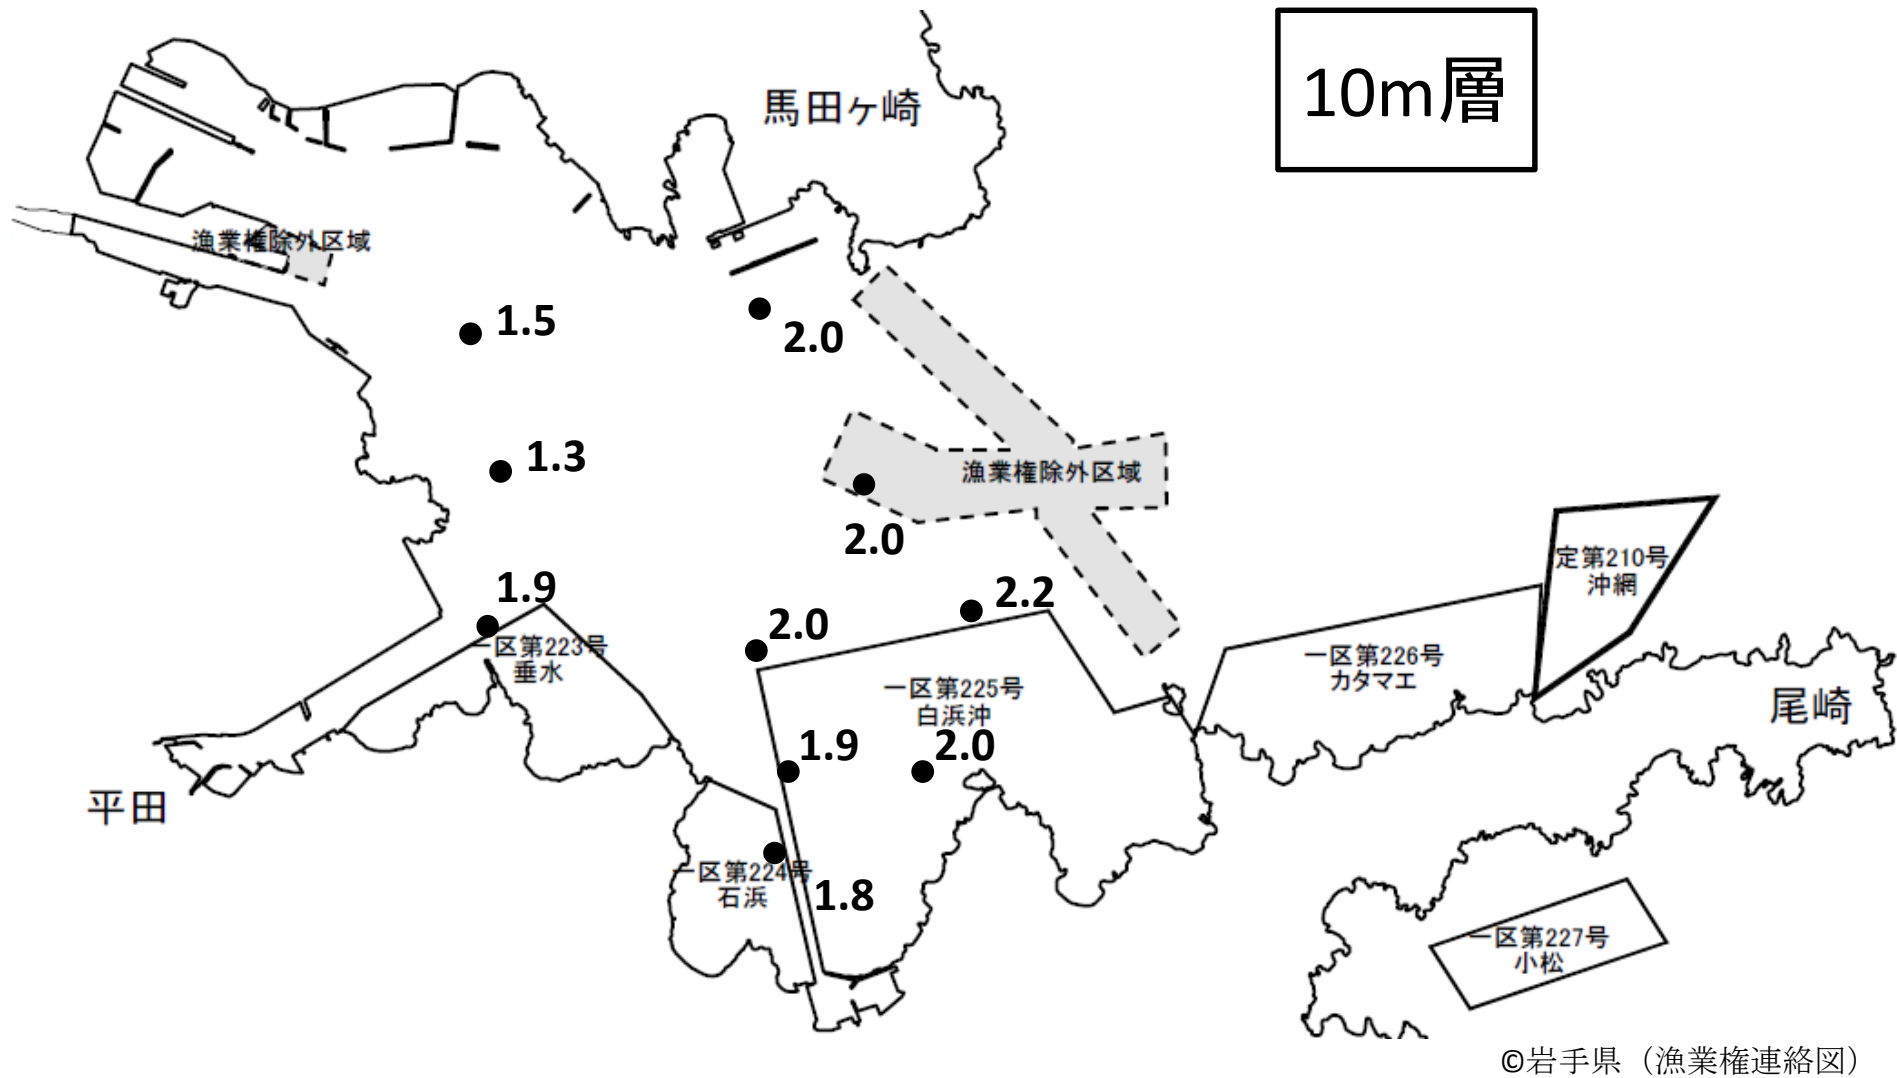 10m層
馬田ヶ崎
漁業権除外区域
1.5
2.0
1.3
漁業権除外区域
2.0
定第210号
沖網
1.9
2.2
2.0
一区第223号
垂水
一区第226号
カタマエ
一区第225号
白浜沖
尾崎
1.9
2.0
平田
一区第224号
石浜
1.8
一区第227号
小松
©岩手県（漁業権連絡図）